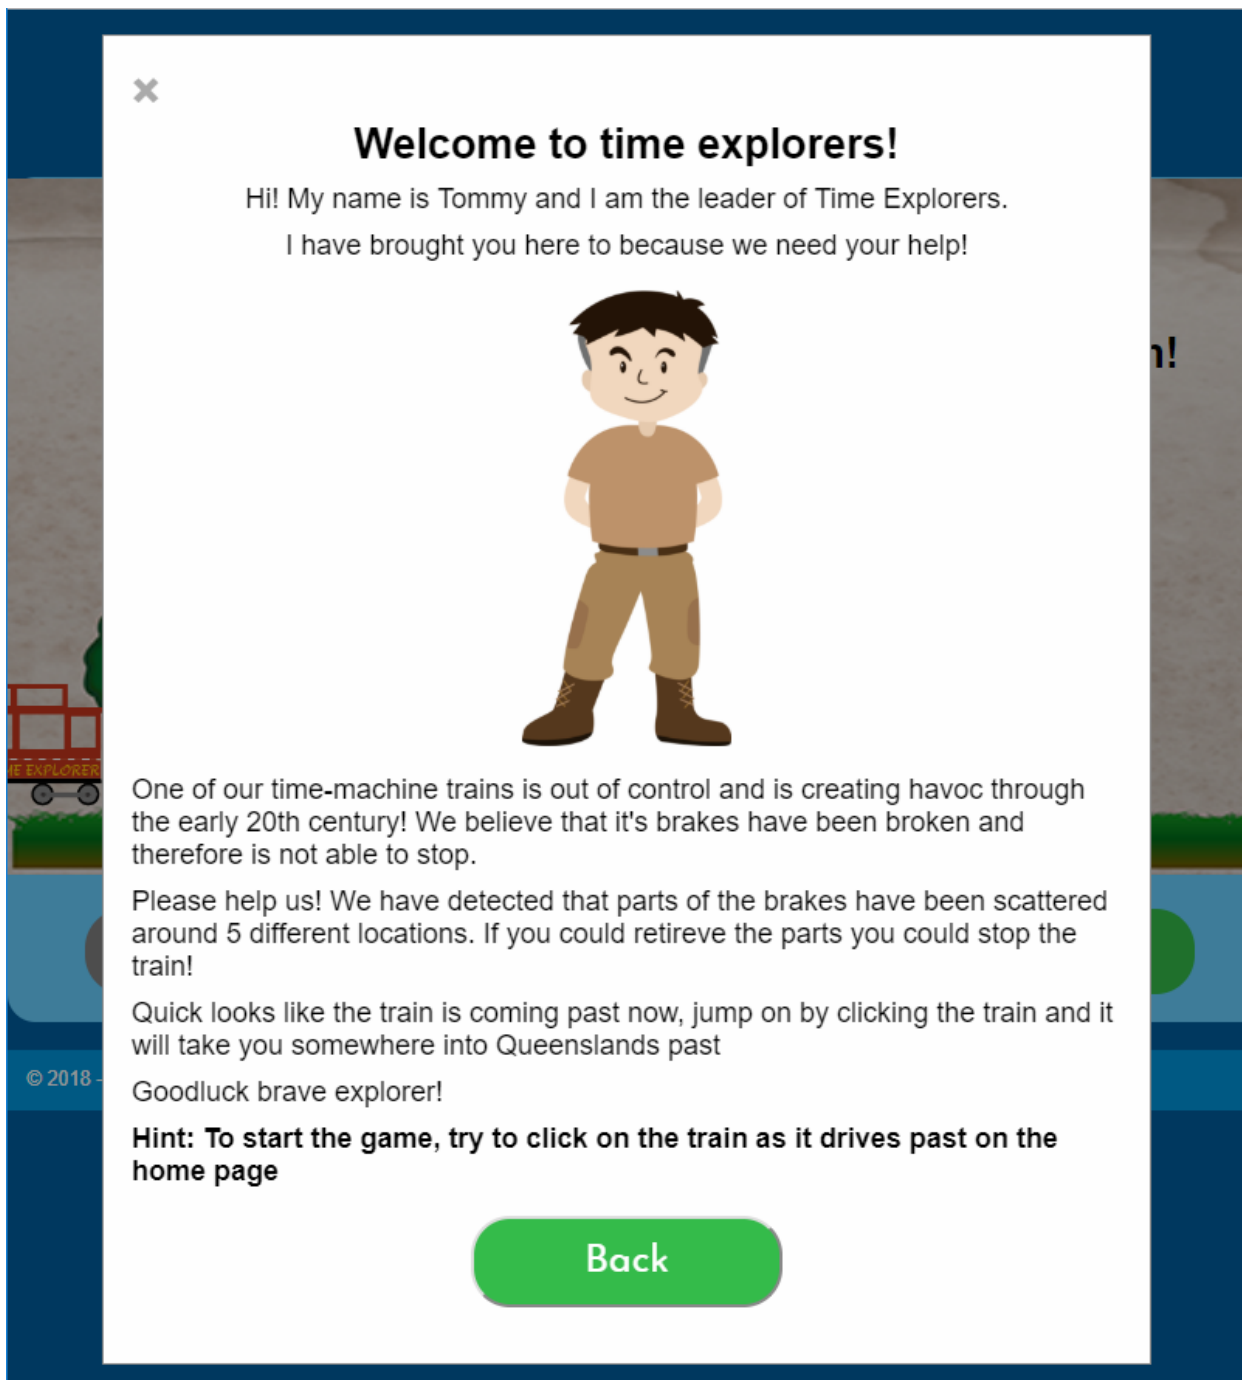 Welcome to time explorers!
Hi! My name is Tommy and I am the leader of Time Explorers.
I have brought you here to because we need your help!
n!
One of our time-machine trains is out of control and is creating havoc through
the early 20th century! We believe that it's brakes have been broken and
therefore is not able to stop.
ME EXPLORER
Please help us! We have detected that parts of the brakes have been scattered
around 5 different locations. If you could retireve the parts you could stop the
train!
Quick looks like the train is coming past now, jump on by clicking the train and it
will take you somewhere into Queenslands past
© 2018 -
Goodluck brave explorer!
Hint: To start the game, try to click on the train as it drives past on the
home page
Back